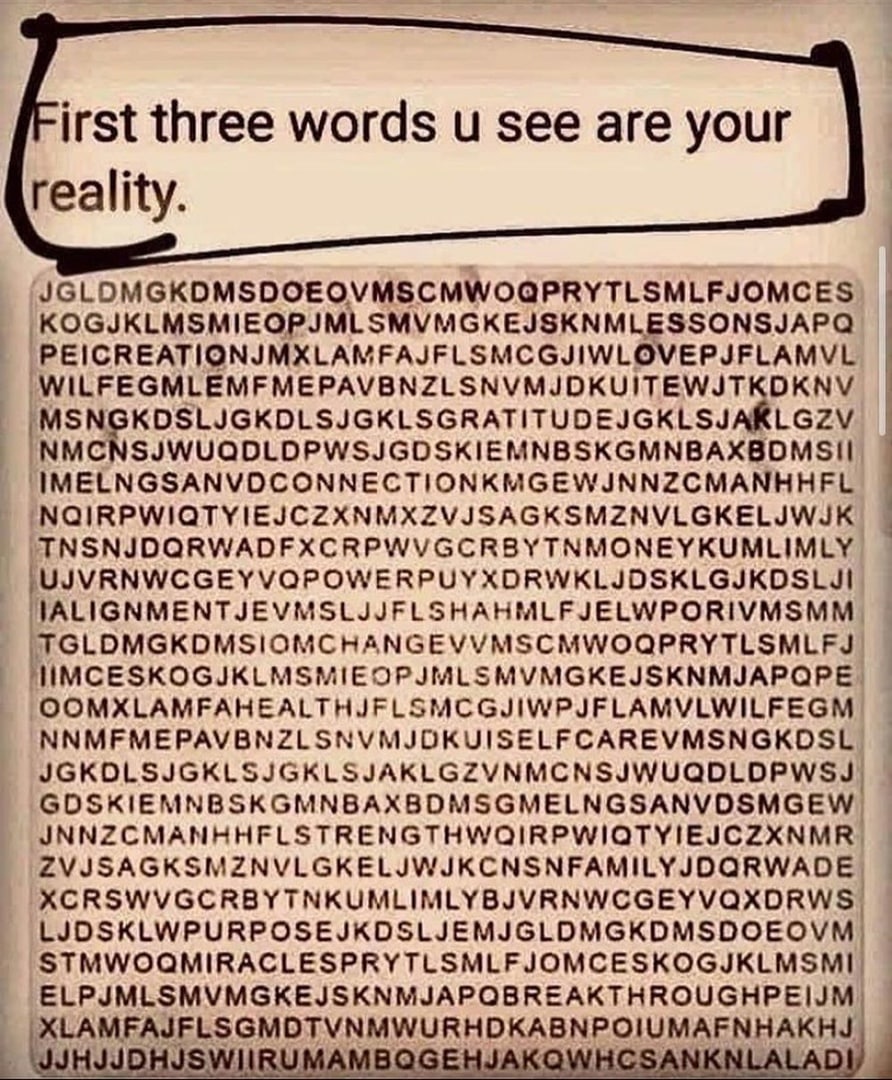 First three words u see are your
reality.
JGLDMGKDMSDOEOVMSCMWOQPRYTLSMLFJOMCES
KOGJKLMSMIEOPJMLSMVMGKEJSKNMLESSONSJAPQ
PEICREATIONJMXLAMFAJFLSMCGJIWLOVEPJFLAMVL
WILFEGMLEMFMEPAVBNZLSNVMJDKUITEWJTKDKNV
MSNGKDSLJGKDLSJGKLSGRATITUDEJGKLSJAKLGZV
NMCNSJWUQDLDPWSJGDSKIEMNBSKGMNBAXBDMSII
IMELNGSANVDCONNECTIONKMGEWJNNZCMANHHFL
NQIRPWIQTYIEJCZXNMXZVJSAGKSMZNVLGKELJWJK
TNSNJDQRWADFXCRPWVGCRBYTNMONEYKUMLIMLY
UJVRNWCGEYVQPOWERPUYXDRWKLJDSKLGJKDSLJI
IALIGNMENTJEVMSLJJFLSHAHMLFJELWPORIVMSMM
TGLDMGKDMSIOMCHANGEVVMSCMWOQPRYTLSMLFJ
IIMCESKOGJKLMSMIEOPJMLSMVMGKEJSKNMJAPQPE
OOMXLAMFAHEALTHJFLSMCGJIWPJFLAMVLWILFEGM
NNMFMEPAVBNZLSNVMJDKUISELFCAREVMSNGKDSL
JGKDLSJGKLSJGKLSJAKLGZVNMCNSJWUQDLDPWSJ
GDSKIEMNBSKGMNBAXBDMSGMELNGSANVDSMGEW
JNNZCMANHHFLSTRENGTHWQIRPWIQTYIEJCZXNMR
ZVJSAGKSMZNVLGKELJWJKCNSNFAMILYJDQRWADE
XCRSWVGCRBYTNKUMLIMLYBJVRNWCGEYVQXDRWS
LJDSKLWPURPOSEJKDSLJEMJGLDMGKDMSDOEOVM
STMWOQMIRACLESPRYTLSMLFJOMCESKOGJKLMSMI
ELPJMLSMVMGKEJSKNMJAPQBREAKTHROUGHPEIJM
XLAMFAJFLSGMDTVNMWURHDKABNPOIUMAFNHAKHJ
JJHJJDHJSWIIRUMAMBQGEHJAKQWHCSANKNLALADI